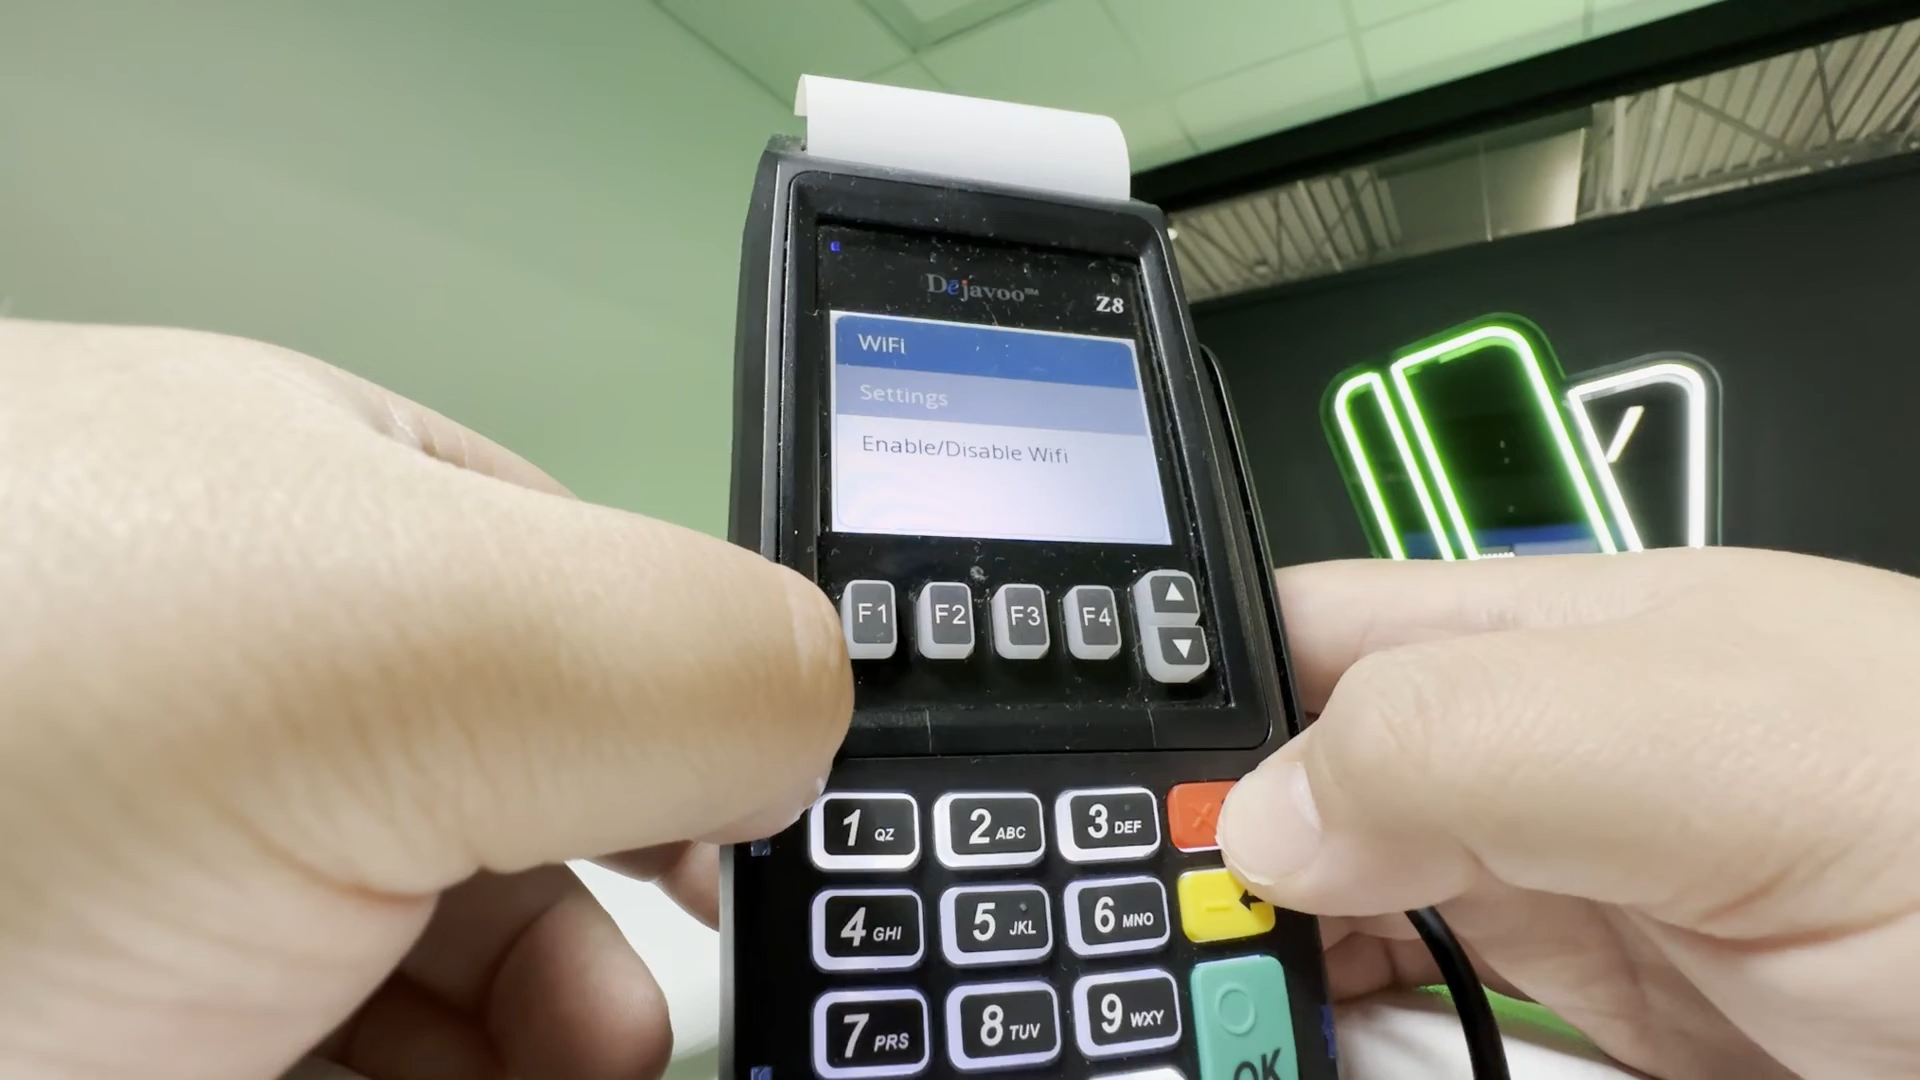 Dējavoo℠
Z8
WiFi
Settings
Enable/Disable Wifi
F1 F2 F3 F4
1 QZ 2 ABC 3 DEF
4 GHI 5 JKL 6 MNO
7 PRS 8 TUV 9 WXY
OK